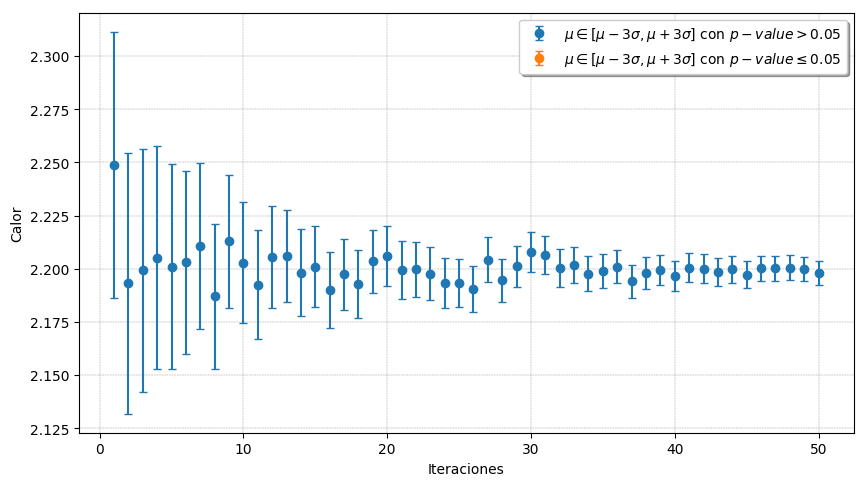 μ ∈ [μ − 3σ, μ + 3σ] con p − value > 0.05
μ ∈ [μ − 3σ, μ + 3σ] con p − value ≤ 0.05
2.300
2.275
2.250
2.225
2.200
2.175
2.150
2.125
Calor
0 10 20 30 40 50
Iteraciones